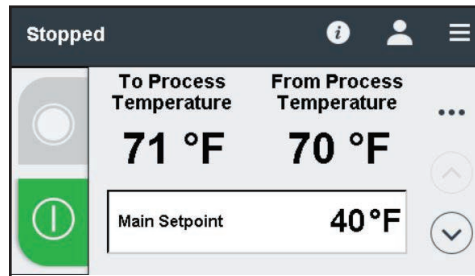 Stopped
To Process Temperature
From Process Temperature
71 °F
70 °F
Main Setpoint
40°F